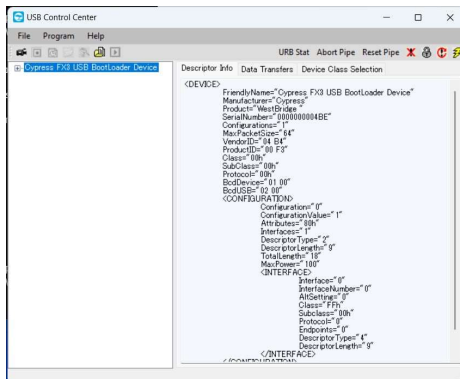 USB Control Center
File Program Help
URB Stat Abort Pipe Reset Pipe
Cypress FX3 USB BootLoader Device
Descriptor Info Data Transfers Device Class Selection
<DEVICE>
FriendlyName="Cypress FX3 USB BootLoader Device"
Manufacturer="Cypress"
Product="WestBridge "
SerialNumber="0000000004BE"
Configurations="1"
MaxPacketSize="64"
VendorID="04 B4"
ProductID="00 F3"
Class="00h"
SubClass="00h"
Protocol="00h"
BcdDevice="01 00"
BcdUSB="02 00"
<CONFIGURATION>
Configuration="0"
ConfigurationValue="1"
Attributes="80h"
Interfaces="1"
DescriptorType="2"
DescriptorLength="9"
TotalLength="18"
MaxPower="100"
<INTERFACE>
Interface="0"
InterfaceNumber="0"
AltSetting="0"
Class="FFh"
Subclass="00h"
Protocol="0"
Endpoints="0"
DescriptorType="4"
DescriptorLength="9"
</INTERFACE>
</CONFIGURATION>